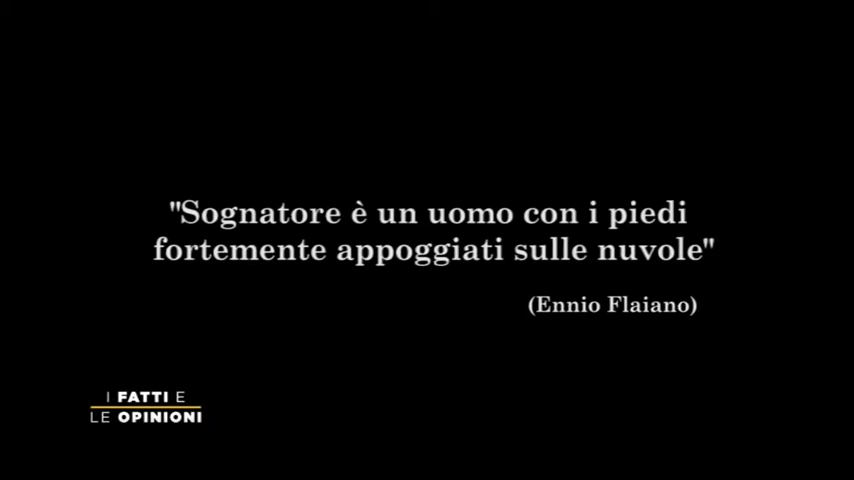 "Sognatore è un uomo con i piedi
fortemente appoggiati sulle nuvole"
(Ennio Flaiano)
I FATTI E
LE OPINIONI